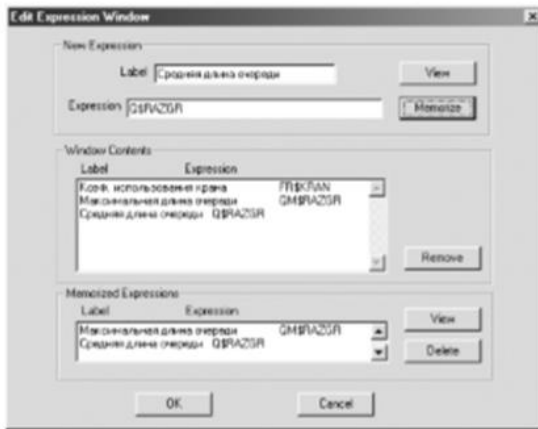 Edit Expression Window
New Expression
Label Средняя длина очереди View
Expression Q$RAZGR Memorize
Window Contents
Label Expression
Коэф. использования крана FR$KRAN
Максимальная длина очереди QM$RAZGR
Средняя длина очереди Q$RAZGR
Remove
Memorized Expressions
Label Expression View
Максимальная длина очереди QM$RAZGR
Средняя длина очереди Q$RAZGR
Delete
OK Cancel